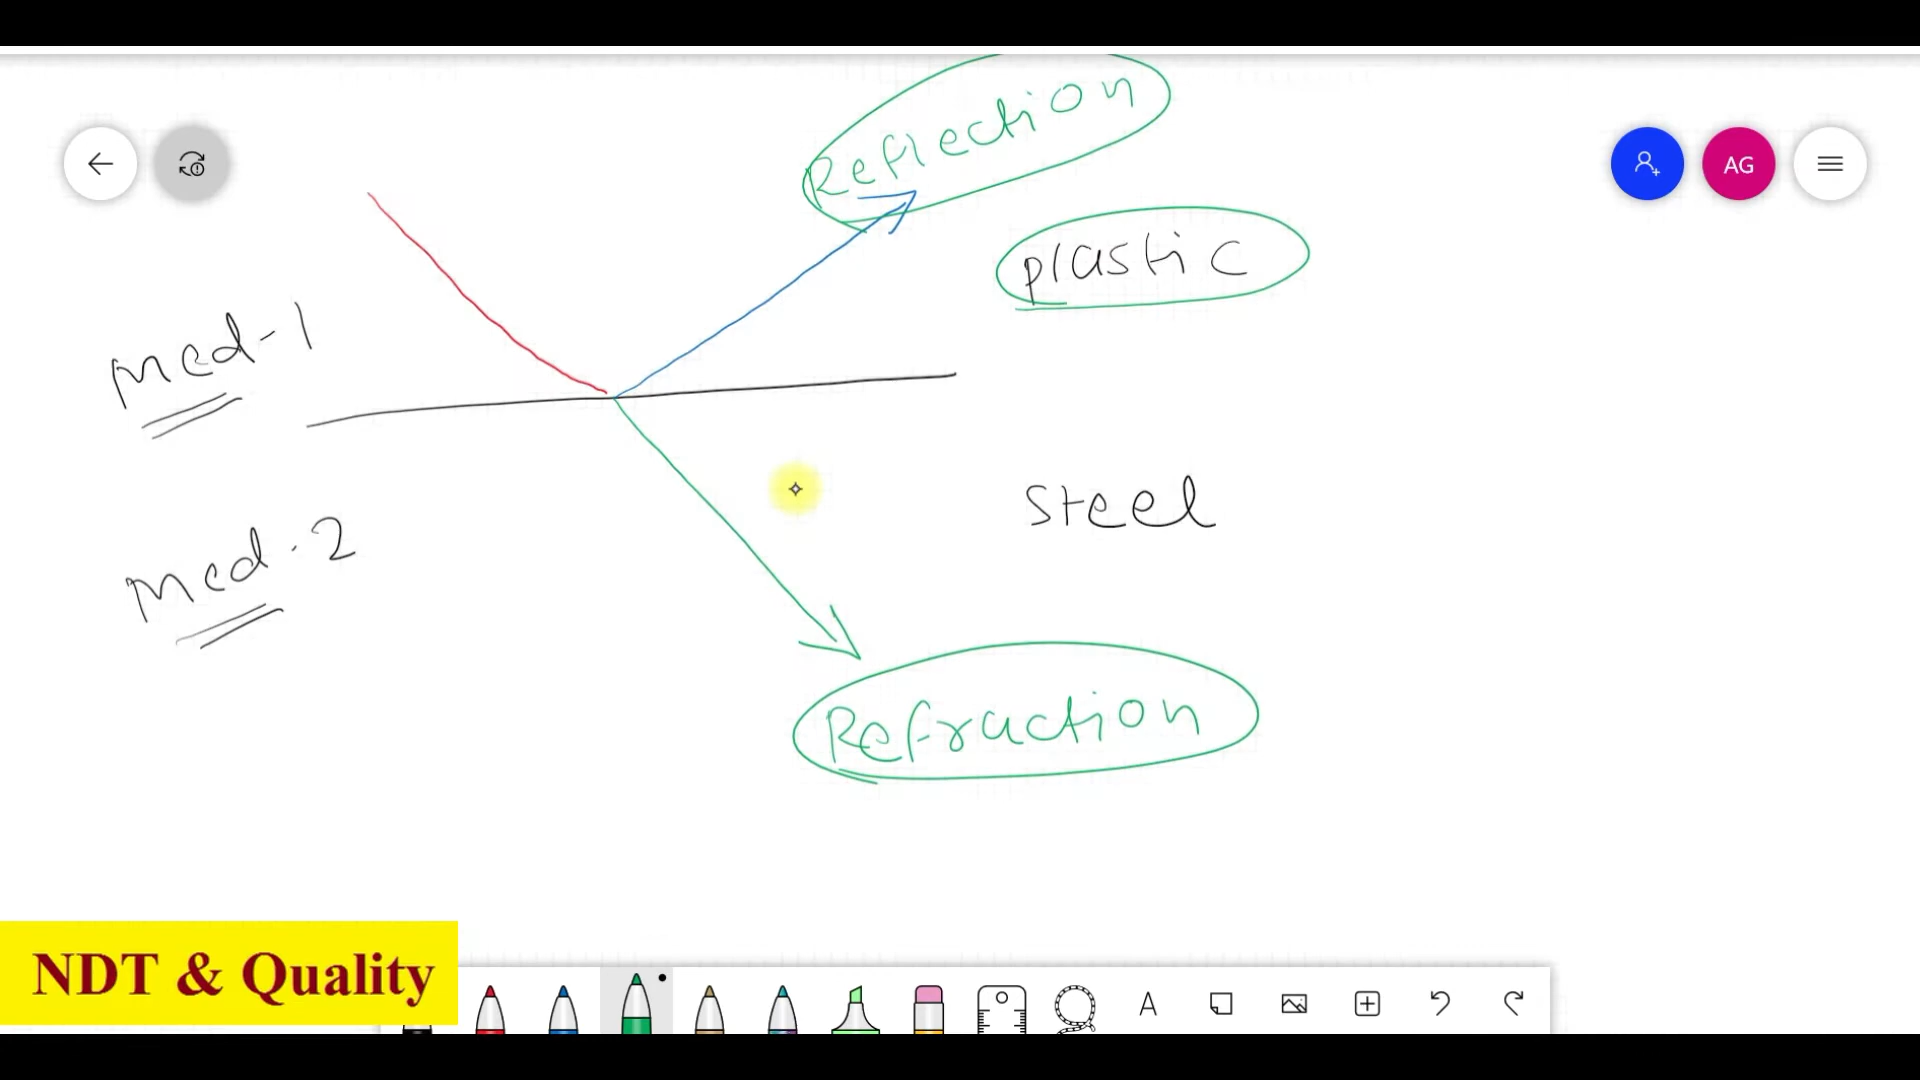 Reflection
AG
plastic
Med-1
Steel
Med-2
Refraction
NDT & Quality
A